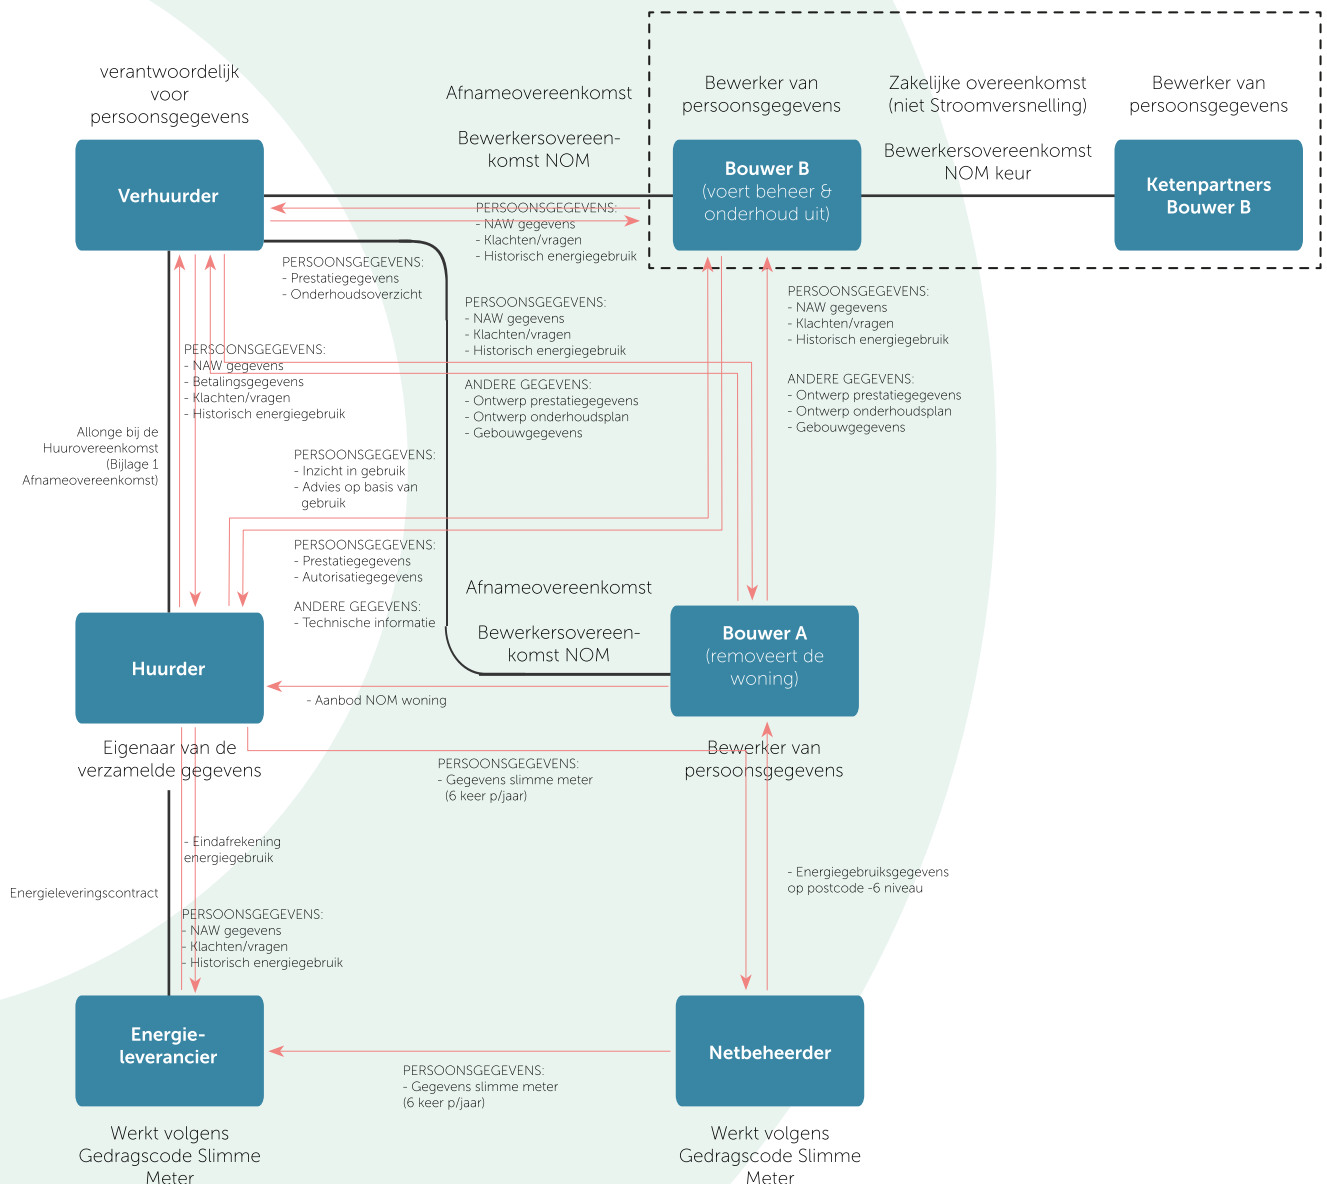 verantwoordelijk
voor
persoonsgegevens
Verhuurder
Afnameovereenkomst
Bewerkersovereen-
komst NOM
Bewerker van
persoonsgegevens
Bouwer B
(voert beheer &
onderhoud uit)
Zakelijke overeenkomst
(niet Stroomversnelling)
Bewerkersovereenkomst
NOM keur
Bewerker van
persoonsgegevens
Ketenpartners
Bouwer B
PERSOONSGEGEVENS:
- NAW gegevens
- Klachten/vragen
- Historisch energiegebruik
PERSOONSGEGEVENS:
- Prestatiegegevens
- Onderhoudsoverzicht
PERSOONSGEGEVENS:
- NAW gegevens
- Klachten/vragen
- Historisch energiegebruik
ANDERE GEGEVENS:
- Ontwerp prestatiegegevens
- Ontwerp onderhoudsplan
- Gebouwgegevens
PERSOONSGEGEVENS:
- NAW gegevens
- Klachten/vragen
- Historisch energiegebruik
ANDERE GEGEVENS:
- Ontwerp prestatiegegevens
- Ontwerp onderhoudsplan
- Gebouwgegevens
PERSOONSGEGEVENS:
- NAW gegevens
- Betalingsgegevens
- Klachten/vragen
- Historisch energiegebruik
Allonge bij de
Huurovereenkomst
(Bijlage 1
Afnameovereenkomst)
PERSOONSGEGEVENS:
- Inzicht in gebruik
- Advies op basis van
gebruik
PERSOONSGEGEVENS:
- Prestatiegegevens
- Autorisatiegegevens
ANDERE GEGEVENS:
- Technische informatie
Afnameovereenkomst
Bewerkersovereen-
komst NOM
Huurder
Bouwer A
(removeert de
woning)
- Aanbod NOM woning
Eigenaar van de
verzamelde gegevens
Bewerker van
persoonsgegevens
PERSOONSGEGEVENS:
- Gegevens slimme meter
(6 keer p/jaar)
- Eindafrekening
energiegebruik
Energieleveringscontract
- Energiegebruiksgegevens
op postcode -6 niveau
PERSOONSGEGEVENS:
- NAW gegevens
- Klachten/vragen
- Historisch energiegebruik
Energie-
leverancier
Netbeheerder
PERSOONSGEGEVENS:
- Gegevens slimme meter
(6 keer p/jaar)
Werkt volgens
Gedragscode Slimme
Meter
Werkt volgens
Gedragscode Slimme
Meter